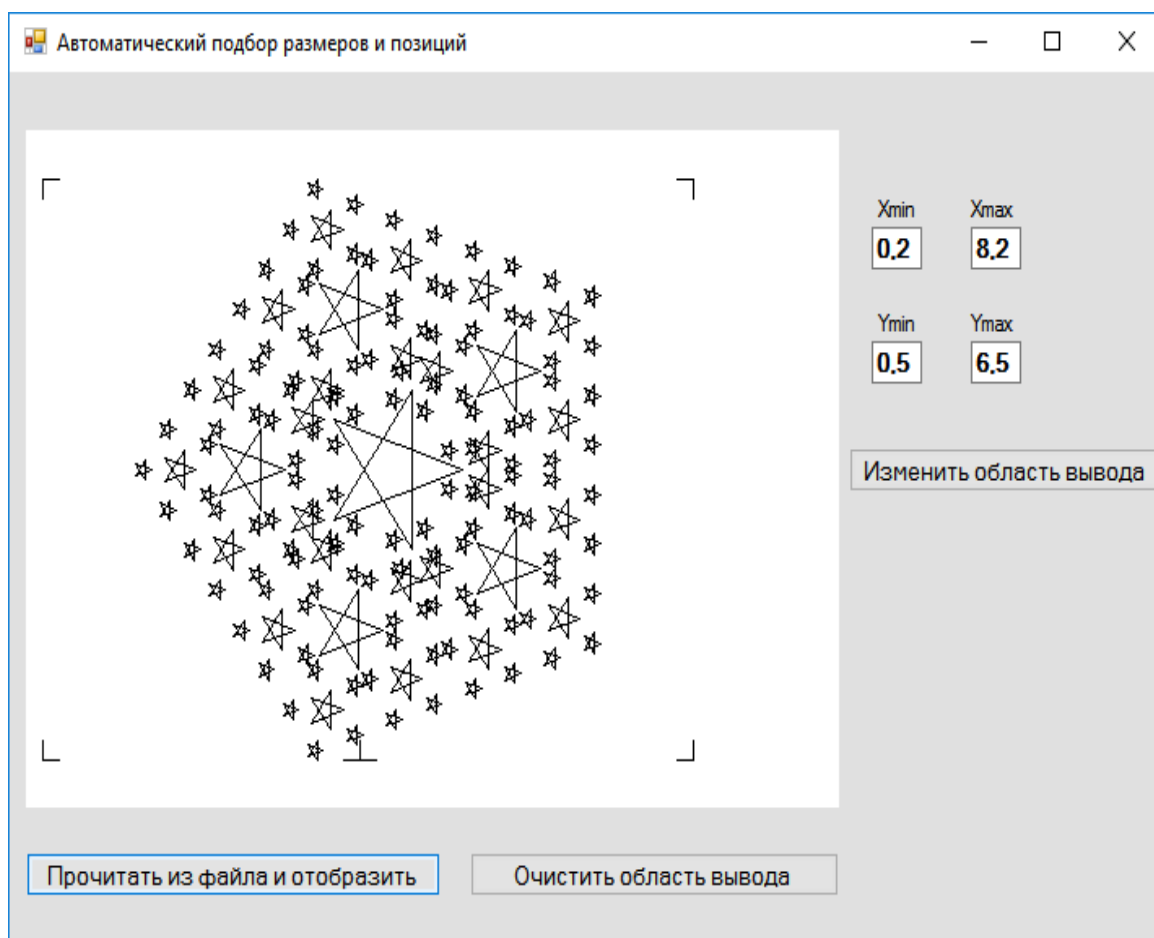 Автоматический подбор размеров и позиций
Xmin Xmax
0,2 8,2
Ymin Ymax
0,5 6,5
Изменить область вывода
Прочитать из файла и отобразить Очистить область вывода